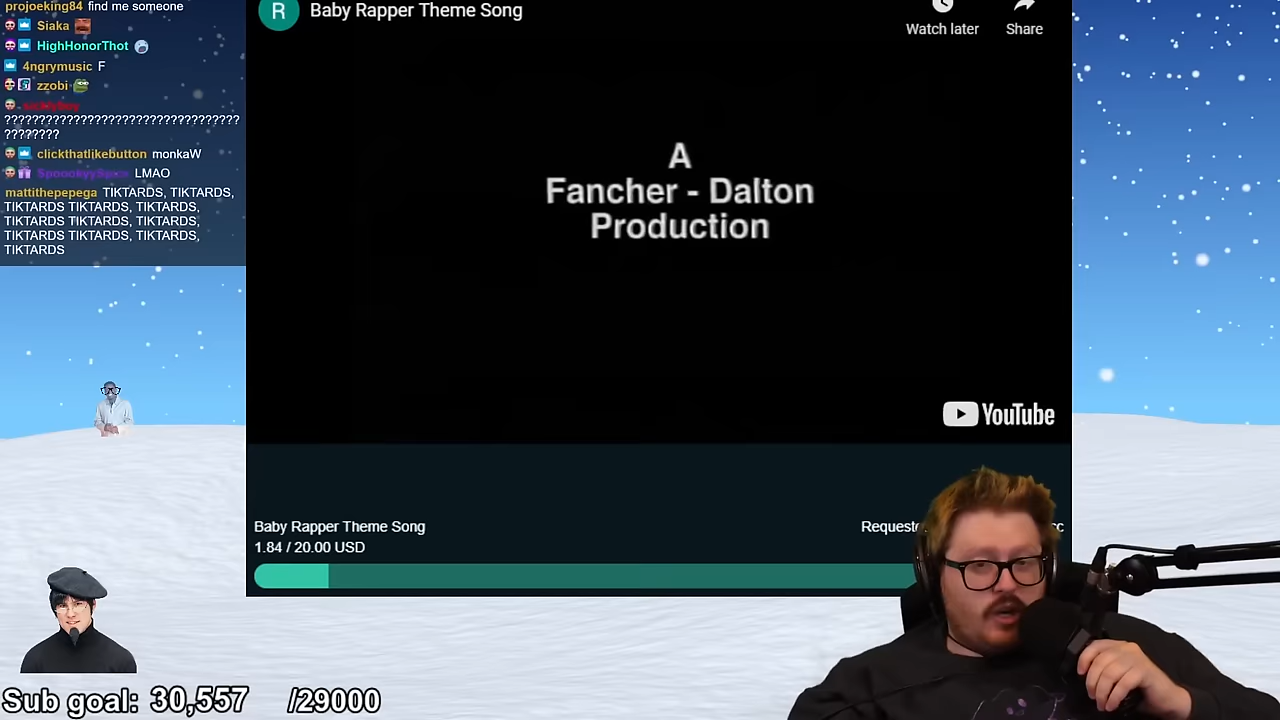 projoeking84 find me someone
Siaka
HighHonorThot
4ngrymusic F
zzobi
????????????????????????????????
????????
clickthatlikebutton monkaW
LMAO
mattithepepega TIKTARDS, TIKTARDS,
TIKTARDS TIKTARDS, TIKTARDS,
TIKTARDS, TIKTARDS, TIKTARDS,
TIKTARDS TIKTARDS, TIKTARDS,
TIKTARDS
R Baby Rapper Theme Song
Watch later
Share
A
Fancher - Dalton
Production
YouTube
Baby Rapper Theme Song
1.84 / 20.00 USD
Sub goal: 30,557 /29000